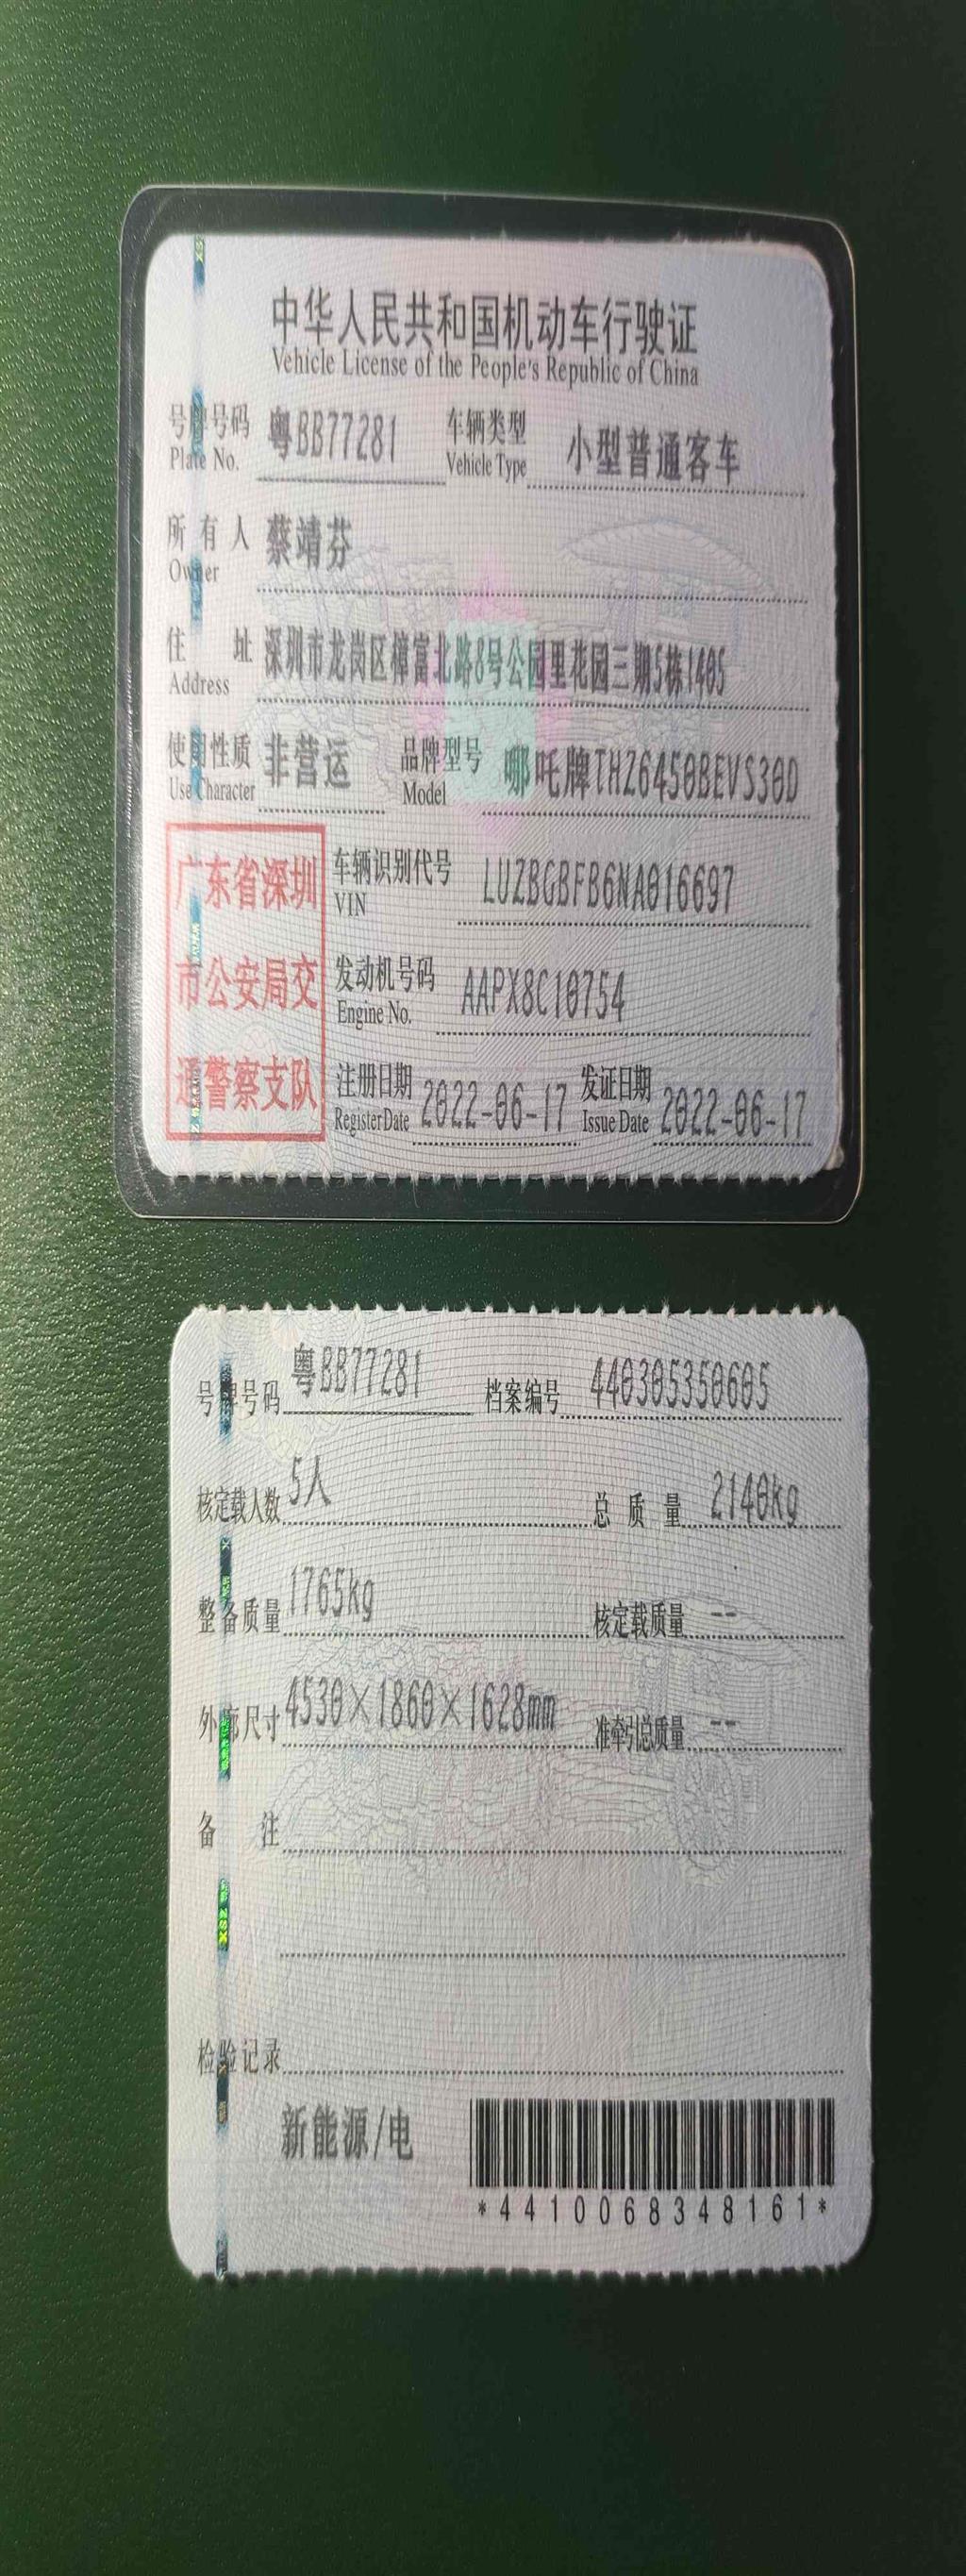 中华人民共和国机动车行驶证
Vehicle License of the People's Republic of China
号牌号码 粤BB77281 车辆类型 小型普通客车
Plate No. Vehicle Type
所有人 蔡靖芬
Owner
住址 深圳市龙岗区樟富北路8号公园里花园三期5栋1405
Address
使用性质 非营运 品牌型号 哪吒牌THZ6450BEVS30D
Use Character Model
广东省深圳
市公安局交
通警察支队
车辆识别代号 LUZBGBFB6NA016697
VIN
发动机号码 AAPX8C10754
Engine No.
注册日期 2022-06-17 发证日期 2022-06-17
Register Date Issue Date
号牌号码 粤BB77281 档案编号 440305350605
核定载人数 5人 总质量 2140kg
整备质量 1765kg 核定载质量 --
外廓尺寸 4530×1860×1628mm 准牵引总质量 --
备注
检验记录
新能源/电
*4410068348161*